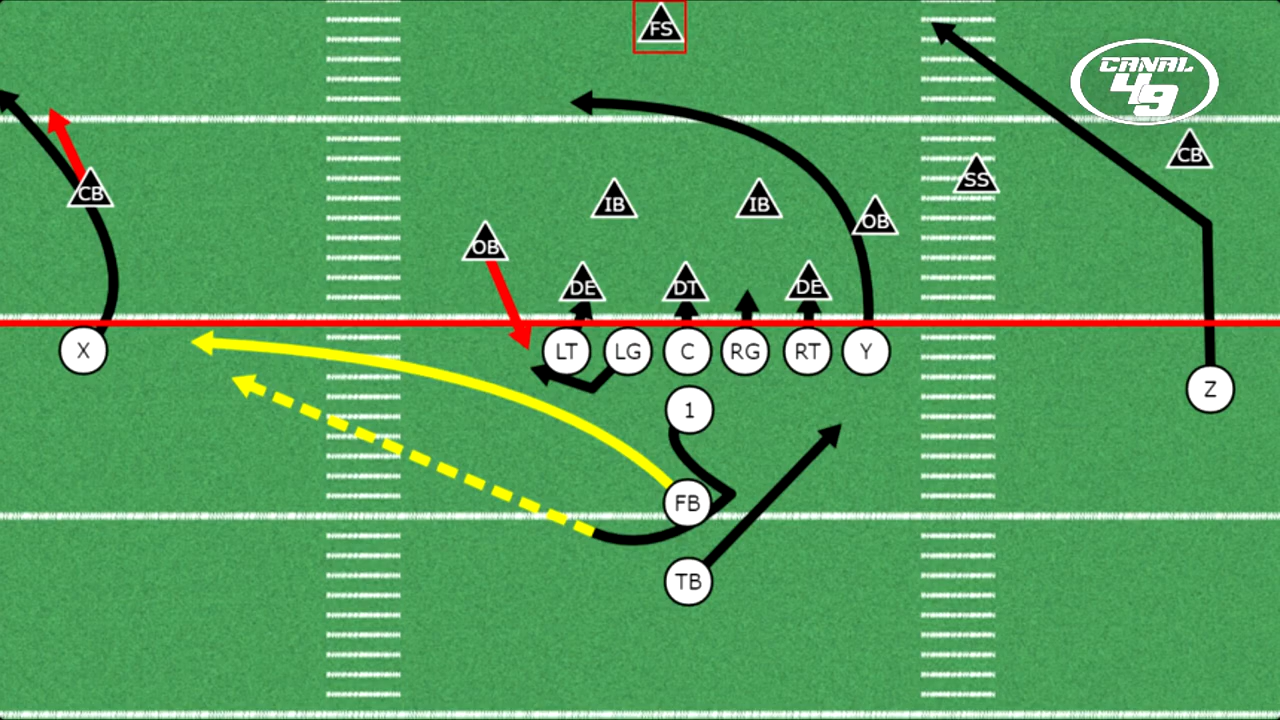 FS
CANAL
49
CB
CB
SS
IB
IB
OB
OB
DE
DT
DE
X
LT
LG
C
RG
RT
Y
Z
1
FB
TB